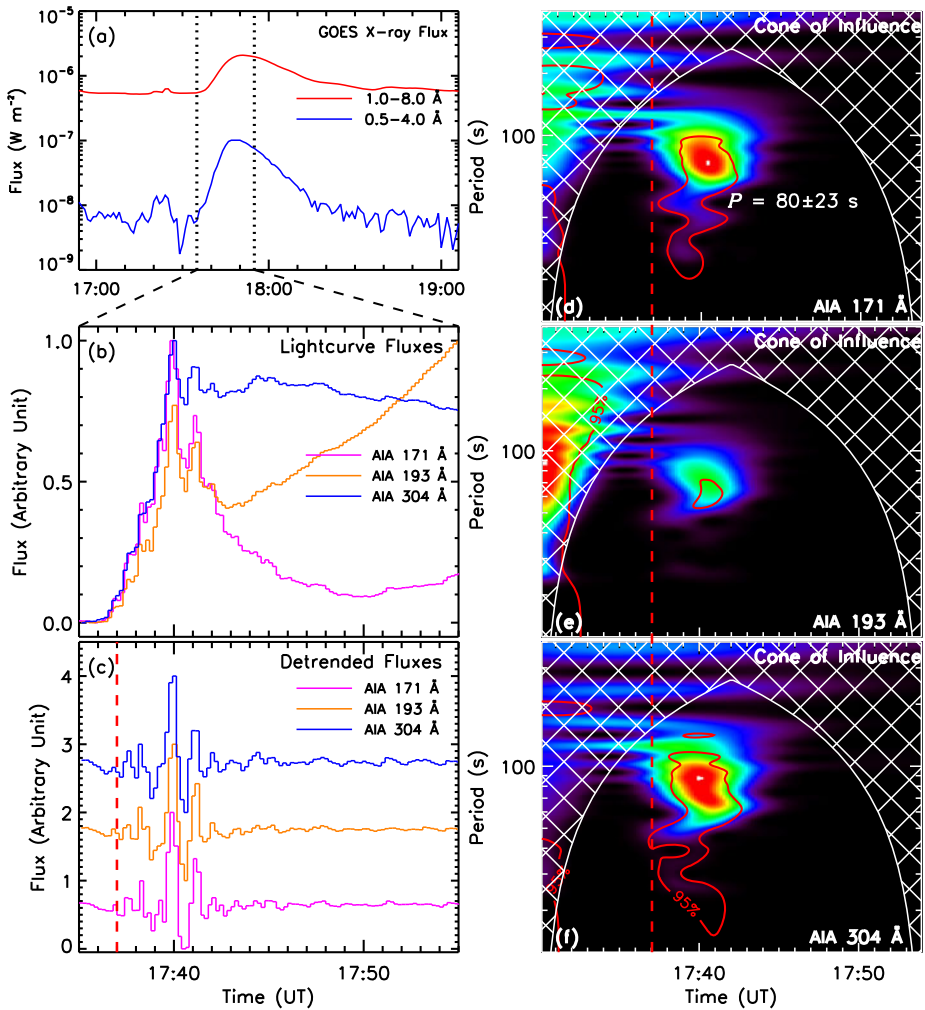 (a)
GOES X-ray Flux
1.0-8.0 Å
0.5-4.0 Å
Flux (W m⁻²)
10⁻⁵
10⁻⁶
10⁻⁷
10⁻⁸
10⁻⁹
17:00
18:00
19:00
(b)
Lightcurve Fluxes
AIA 171 Å
AIA 193 Å
AIA 304 Å
Flux (Arbitrary Unit)
1.0
0.5
0.0
(c)
Detrended Fluxes
AIA 171 Å
AIA 193 Å
AIA 304 Å
Flux (Arbitrary Unit)
4
3
2
1
0
17:40
17:50
Time (UT)
Cone of Influence
Period (s)
100
P = 80±23 s
(d)
AIA 171 Å
Cone of Influence
95%
Period (s)
100
(e)
AIA 193 Å
Cone of Influence
Period (s)
100
95%
(f)
AIA 304 Å
17:40
17:50
Time (UT)